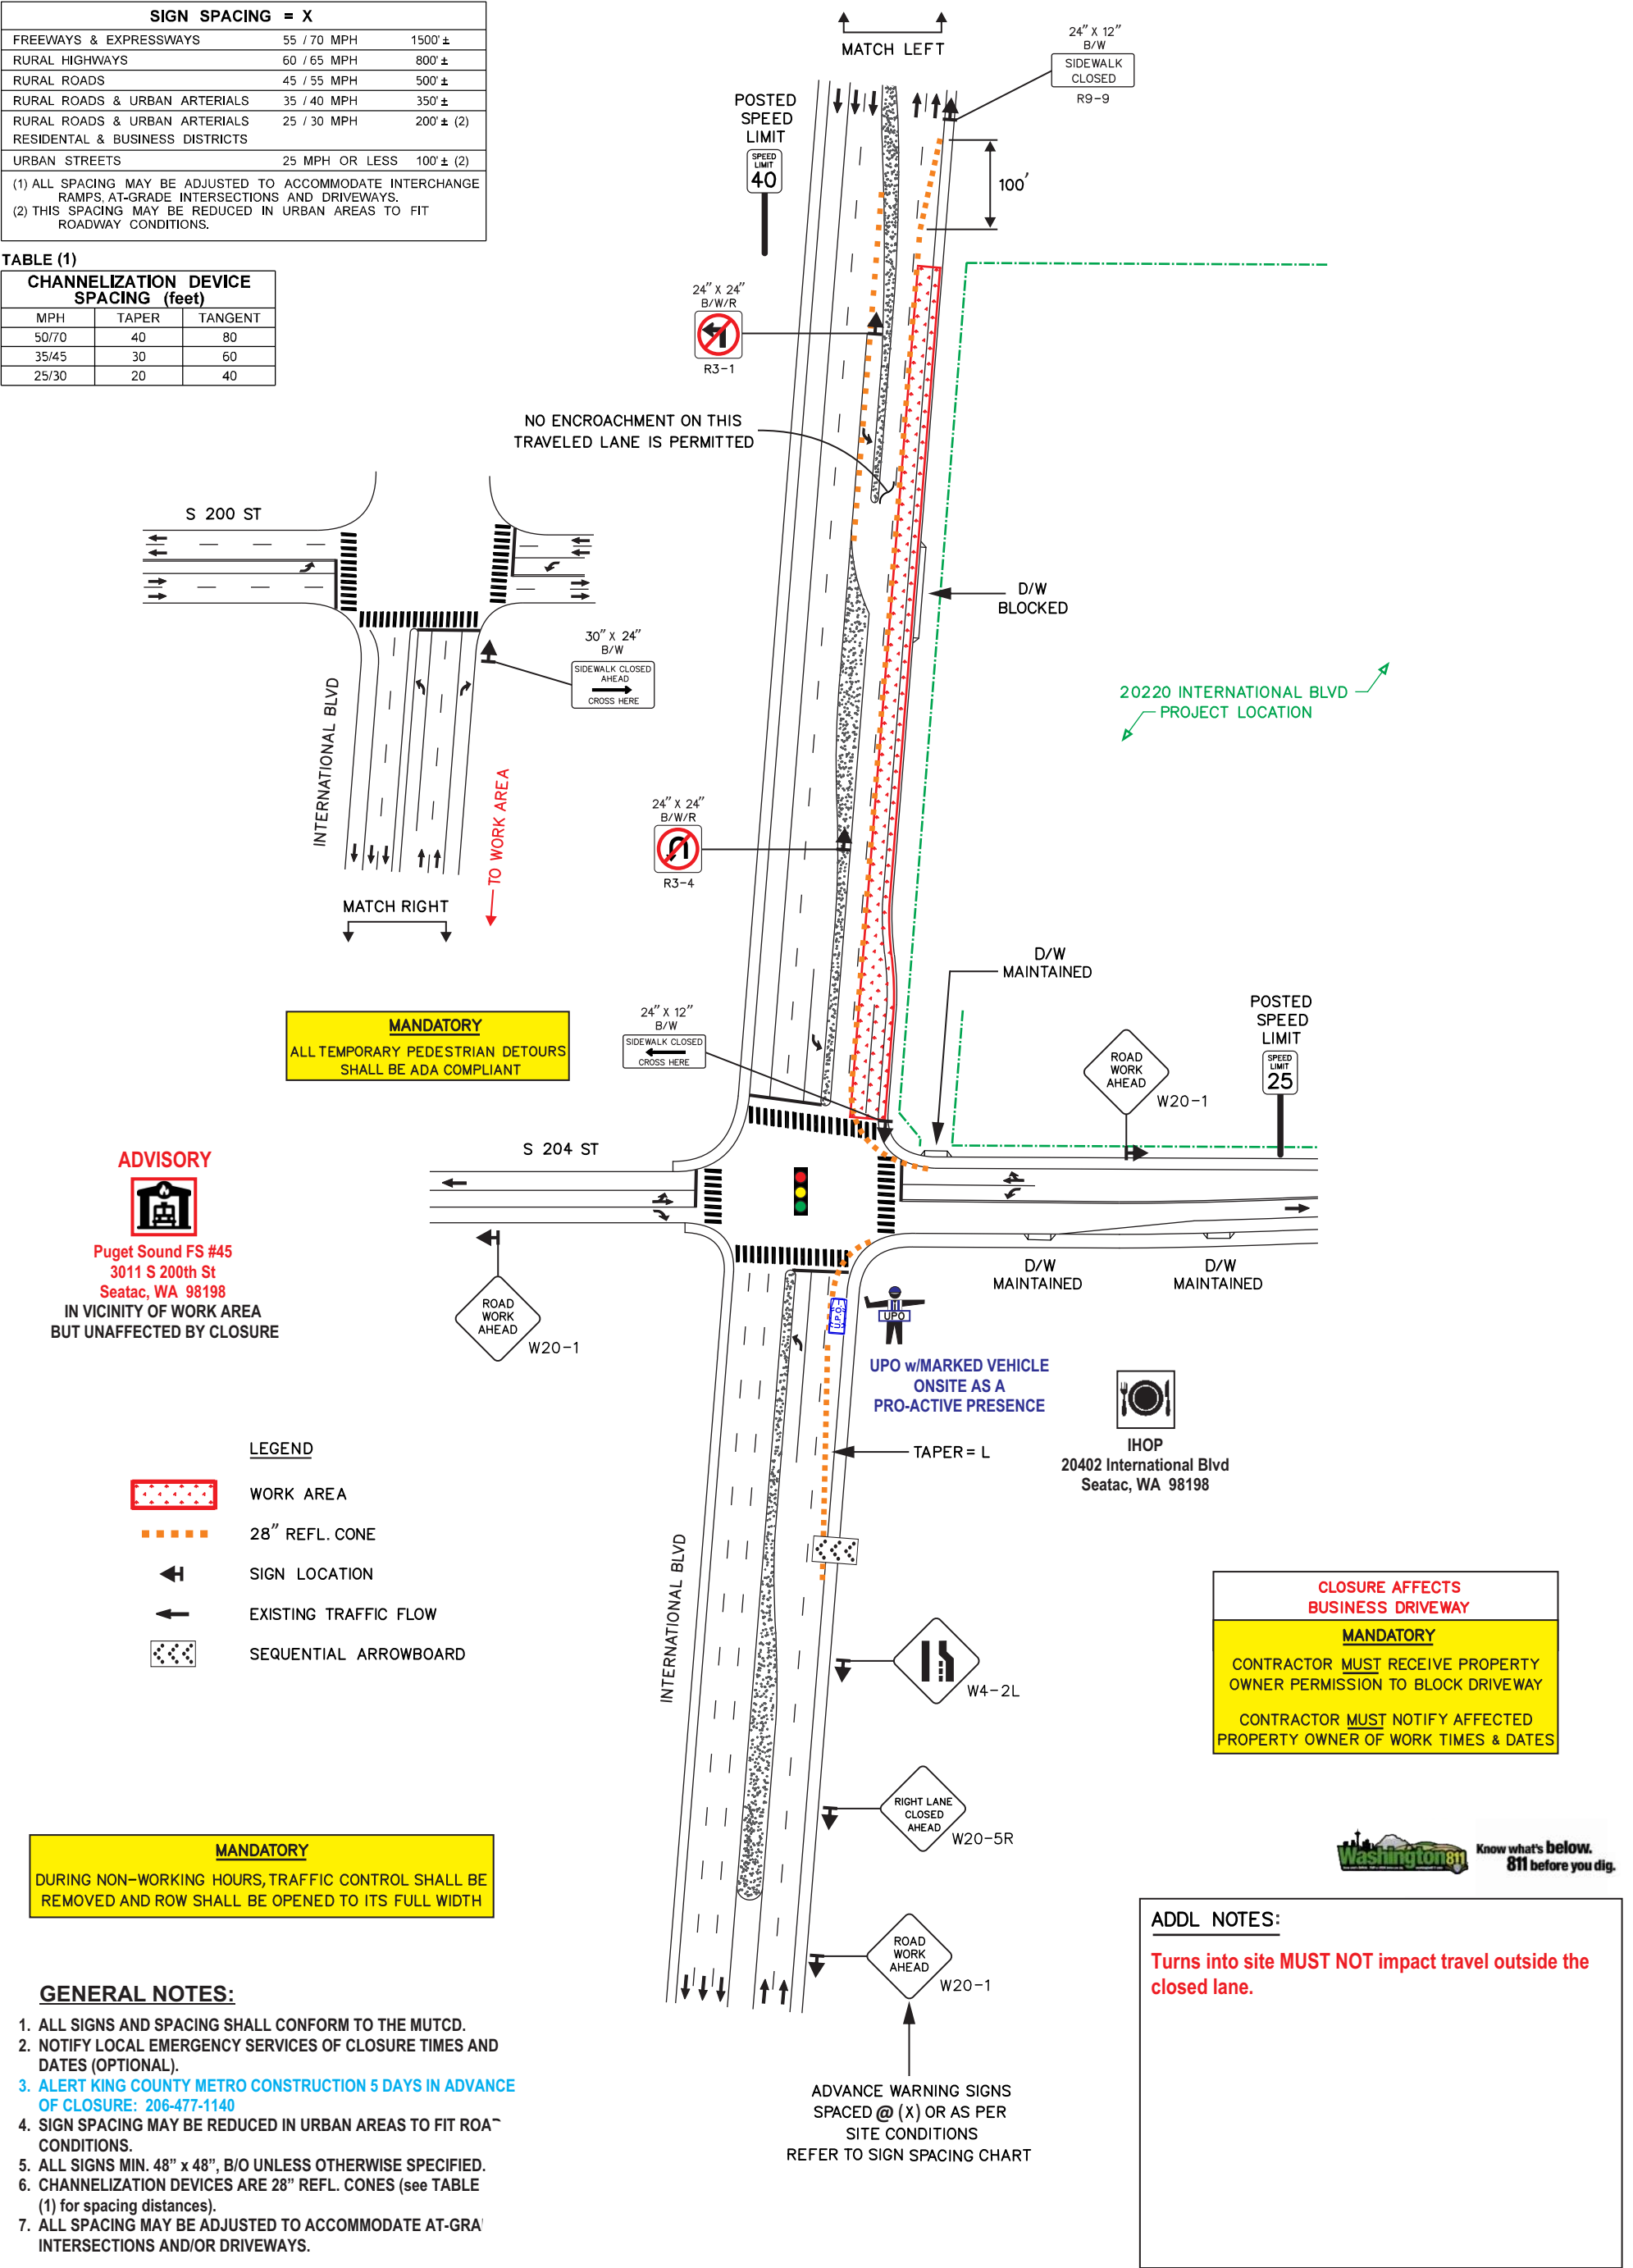 SIGN SPACING = X
FREEWAYS & EXPRESSWAYS 55 / 70 MPH 1500' ±
RURAL HIGHWAYS 60 / 65 MPH 800' ±
RURAL ROADS 45 / 55 MPH 500' ±
RURAL ROADS & URBAN ARTERIALS 35 / 40 MPH 350' ±
RURAL ROADS & URBAN ARTERIALS 25 / 30 MPH 200' ± (2)
RESIDENTAL & BUSINESS DISTRICTS
URBAN STREETS 25 MPH OR LESS 100' ± (2)
(1) ALL SPACING MAY BE ADJUSTED TO ACCOMMODATE INTERCHANGE
RAMPS, AT-GRADE INTERSECTIONS AND DRIVEWAYS.
(2) THIS SPACING MAY BE REDUCED IN URBAN AREAS TO FIT
ROADWAY CONDITIONS.
TABLE (1)
CHANNELIZATION DEVICE
SPACING (feet)
MPH TAPER TANGENT
50/70 40 80
35/45 30 60
25/30 20 40
MATCH LEFT
24" X 12"
B/W
SIDEWALK
CLOSED
R9-9
POSTED
SPEED
LIMIT
SPEED
LIMIT
40
100'
24" X 24"
B/W/R
R3-1
NO ENCROACHMENT ON THIS
TRAVELED LANE IS PERMITTED
S 200 ST
D/W
BLOCKED
30" X 24"
B/W
SIDEWALK CLOSED
AHEAD
CROSS HERE
INTERNATIONAL BLVD
TO WORK AREA
MATCH RIGHT
20220 INTERNATIONAL BLVD
PROJECT LOCATION
24" X 24"
B/W/R
R3-4
D/W
MAINTAINED
MANDATORY
ALL TEMPORARY PEDESTRIAN DETOURS
SHALL BE ADA COMPLIANT
24" X 12"
B/W
SIDEWALK CLOSED
CROSS HERE
POSTED
SPEED
LIMIT
SPEED
LIMIT
25
ROAD
WORK
AHEAD
W20-1
S 204 ST
ADVISORY
Puget Sound FS #45
3011 S 200th St
Seatac, WA 98198
IN VICINITY OF WORK AREA
BUT UNAFFECTED BY CLOSURE
ROAD
WORK
AHEAD
W20-1
D/W
MAINTAINED
D/W
MAINTAINED
U.P.O.
UPO
UPO w/MARKED VEHICLE
ONSITE AS A
PRO-ACTIVE PRESENCE
TAPER = L
IHOP
20402 International Blvd
Seatac, WA 98198
LEGEND
WORK AREA
28" REFL. CONE
SIGN LOCATION
EXISTING TRAFFIC FLOW
SEQUENTIAL ARROWBOARD
INTERNATIONAL BLVD
W4-2L
RIGHT LANE
CLOSED
AHEAD
W20-5R
ROAD
WORK
AHEAD
W20-1
ADVANCE WARNING SIGNS
SPACED @ (X) OR AS PER
SITE CONDITIONS
REFER TO SIGN SPACING CHART
CLOSURE AFFECTS
BUSINESS DRIVEWAY
MANDATORY
CONTRACTOR MUST RECEIVE PROPERTY
OWNER PERMISSION TO BLOCK DRIVEWAY
CONTRACTOR MUST NOTIFY AFFECTED
PROPERTY OWNER OF WORK TIMES & DATES
MANDATORY
DURING NON-WORKING HOURS, TRAFFIC CONTROL SHALL BE
REMOVED AND ROW SHALL BE OPENED TO ITS FULL WIDTH
Washington811
Know what's below.
811 before you dig.
ADDL NOTES:
Turns into site MUST NOT impact travel outside the
closed lane.
GENERAL NOTES:
1. ALL SIGNS AND SPACING SHALL CONFORM TO THE MUTCD.
2. NOTIFY LOCAL EMERGENCY SERVICES OF CLOSURE TIMES AND
DATES (OPTIONAL).
3. ALERT KING COUNTY METRO CONSTRUCTION 5 DAYS IN ADVANCE
OF CLOSURE: 206-477-1140
4. SIGN SPACING MAY BE REDUCED IN URBAN AREAS TO FIT
CONDITIONS.
5. ALL SIGNS MIN. 48" x 48", B/O UNLESS OTHERWISE SPECIFIED.
6. CHANNELIZATION DEVICES ARE 28" REFL. CONES (see TABLE
(1) for spacing distances).
7. ALL SPACING MAY BE ADJUSTED TO ACCOMMODATE
INTERSECTIONS AND/OR DRIVEWAYS.